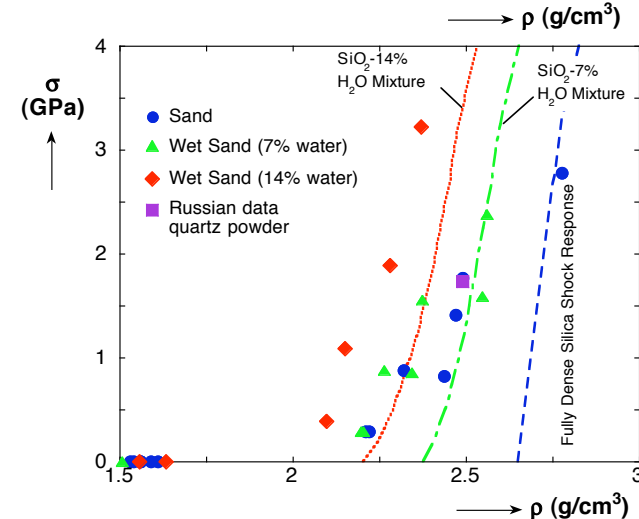 ρ (g/cm³)
4
σ
(GPa)
SiO₂-14%
H₂O Mixture
SiO₂-7%
H₂O Mixture
Sand
Wet Sand (7% water)
3
Wet Sand (14% water)
Russian data
quartz powder
2
Fully Dense Silica Shock Response
1
0
1.5
2
2.5
3
ρ (g/cm³)